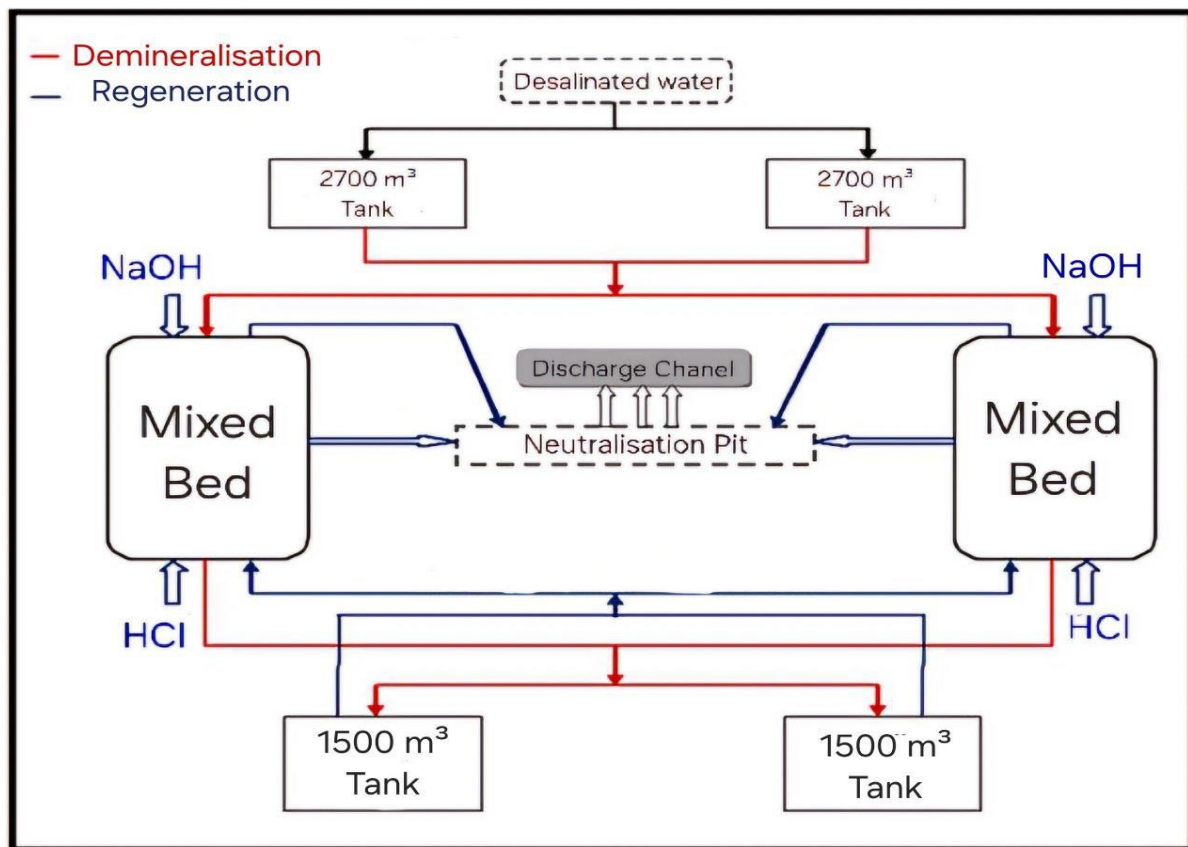 Demineralisation
Regeneration
Desalinated water
2700 m³
Tank
2700 m³
Tank
NaOH
NaOH
Discharge Chanel
Mixed
Bed
Neutralisation Pit
Mixed
Bed
HCl
HCl
1500 m³
Tank
1500 m³
Tank